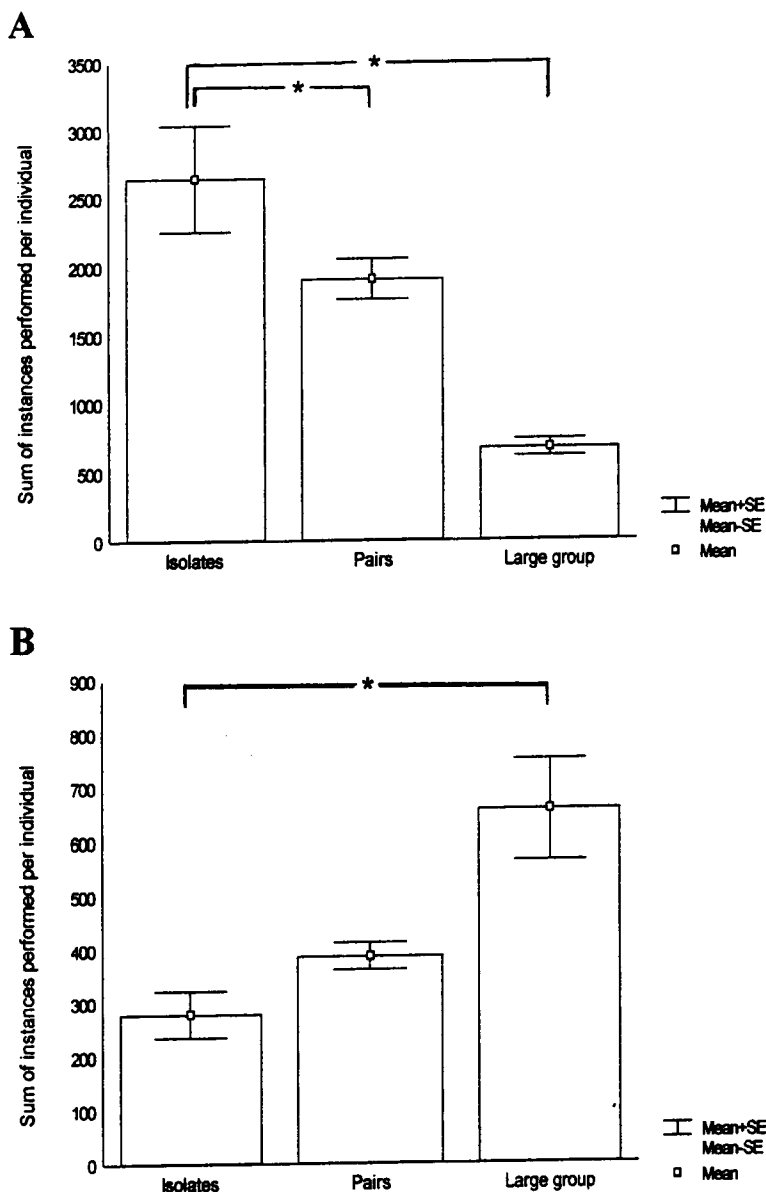 A
Sum of instances performed per individual
3500
3000
2500
2000
1500
1000
500
0
*
*
Isolates
Pairs
Large group
Mean+SE
Mean-SE
Mean
B
Sum of instances performed per individual
900
800
700
600
500
400
300
200
100
0
*
Isolates
Pairs
Large group
Mean+SE
Mean-SE
Mean